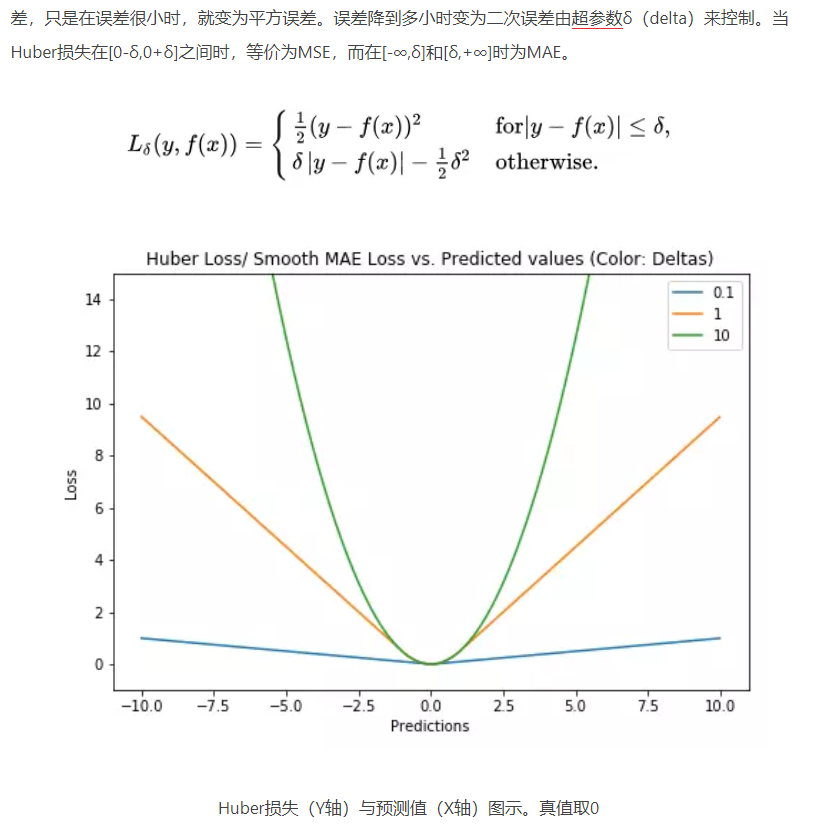 差，只是在误差很小时，就变为平方误差。误差降到多小时变为二次误差由超参数δ（delta）来控制。当
Huber损失在[0-δ,0+δ]之间时，等价为MSE，而在[-∞,δ]和[δ,+∞]时为MAE。
L_δ(y, f(x)) = { ½(y − f(x))² for|y − f(x)| ≤ δ,
δ|y − f(x)| − ½δ² otherwise.
Huber Loss/ Smooth MAE Loss vs. Predicted values (Color: Deltas)
0.1
1
10
14
12
10
8
6
4
2
0
Loss
−10.0 −7.5 −5.0 −2.5 0.0 2.5 5.0 7.5 10.0
Predictions
Huber损失（Y轴）与预测值（X轴）图示。真值取0